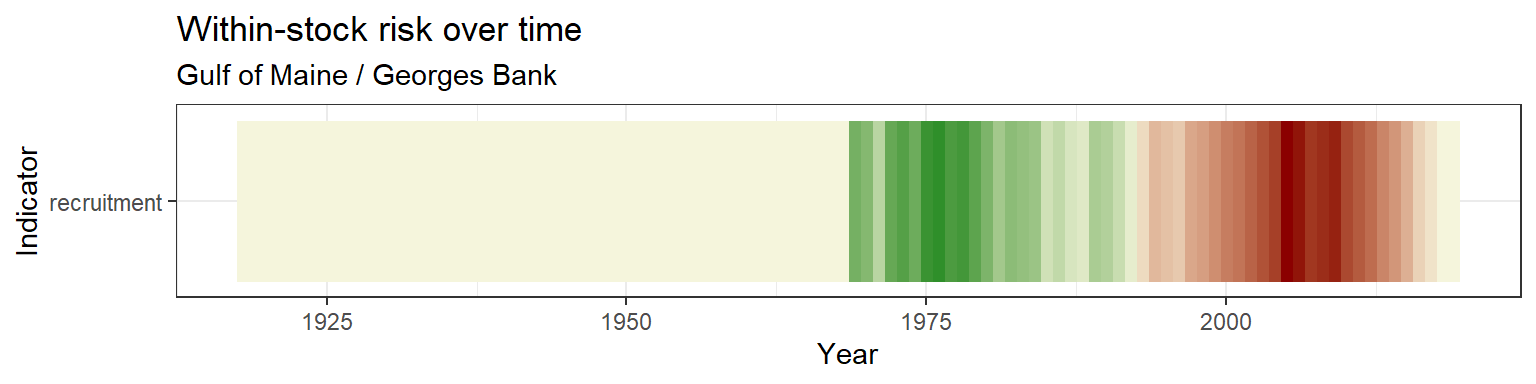 Within-stock risk over time
Gulf of Maine / Georges Bank
Indicator
recruitment
1925 1950 1975 2000
Year